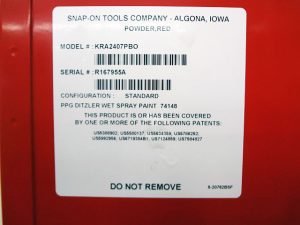 SNAP-ON TOOLS COMPANY - ALGONA, IOWA
POWDER,RED
MODEL # : KRA2407PBO
SERIAL # : R167955A
CONFIGURATION : STANDARD
PPG DITZLER WET SPRAY PAINT 74148
THIS PRODUCT IS OR HAS BEEN COVERED
BY ONE OR MORE OF THE FOLLOWING PATENTS:
DO NOT REMOVE